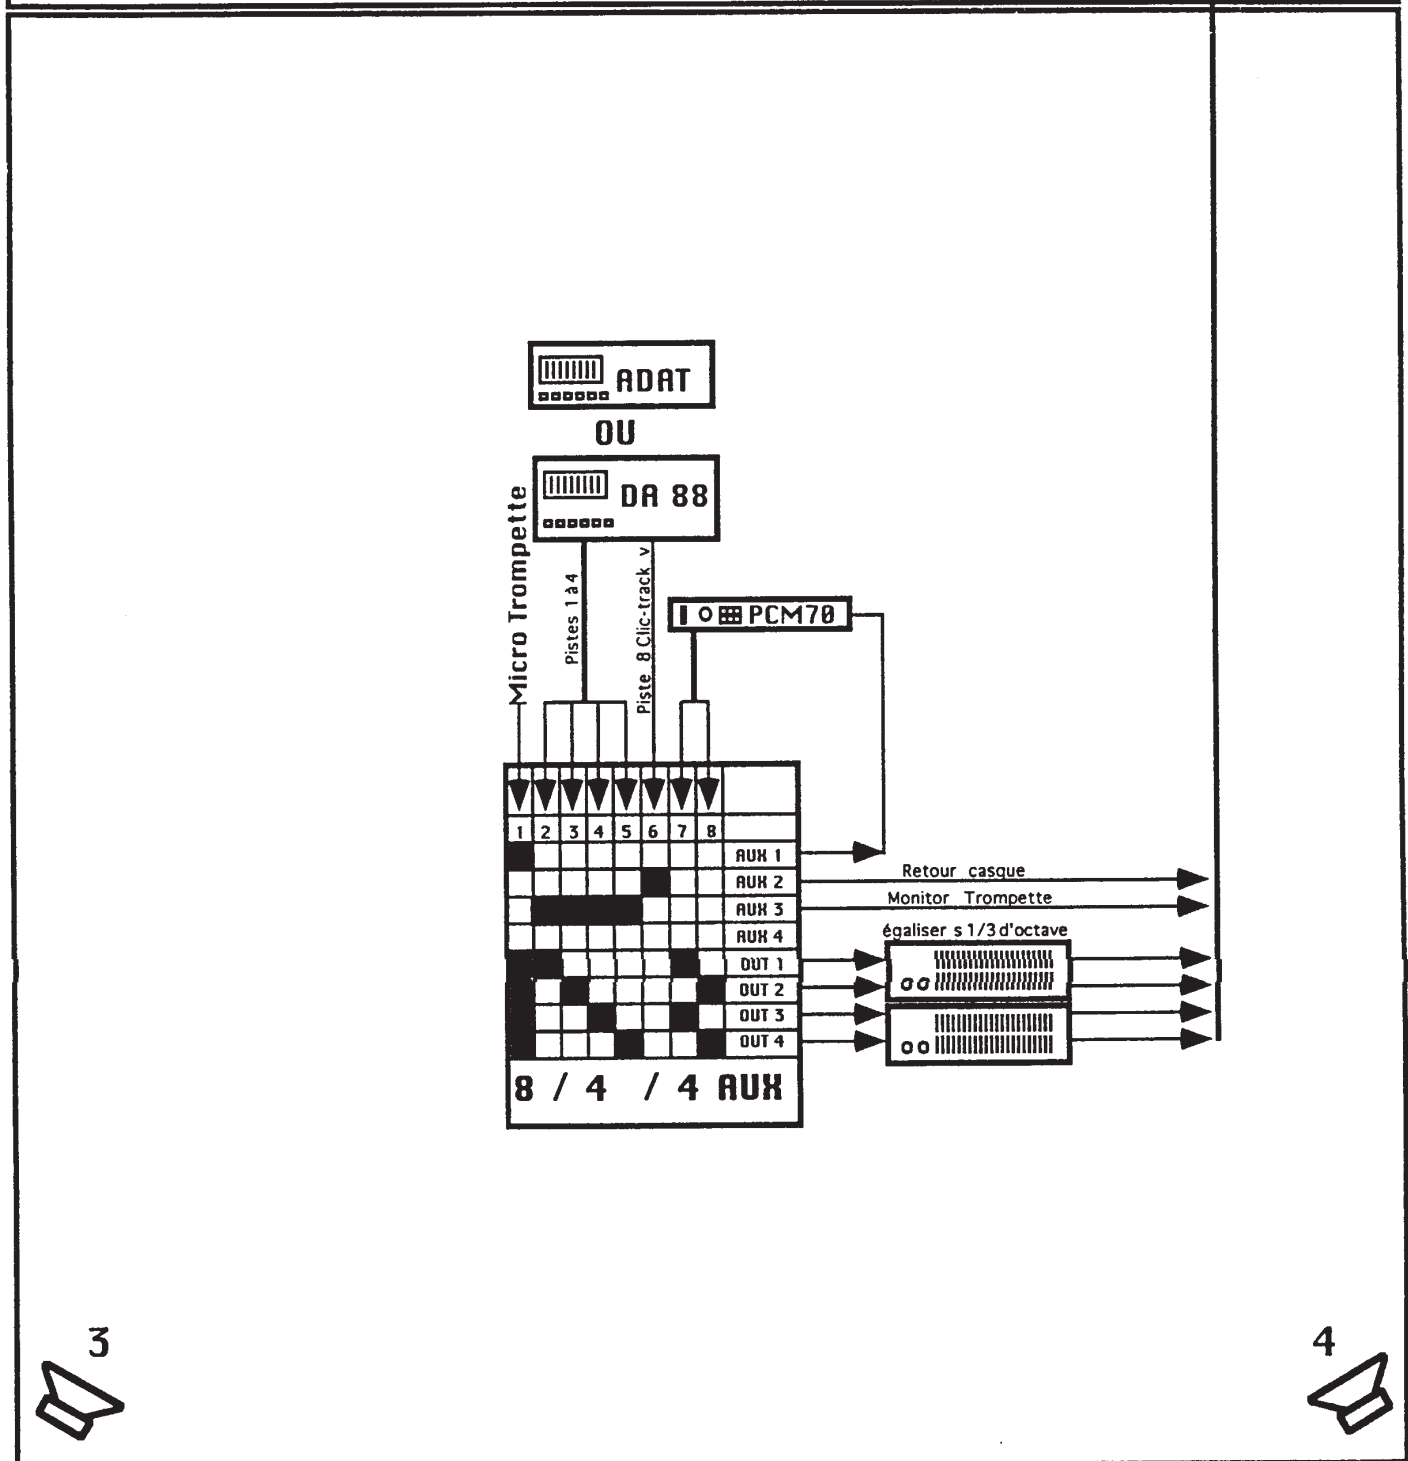 ADAT
OU
DA 88
Micro Trompette
Pistes 1 à 4
Piste 8 Clic-track v
PCM70
1 2 3 4 5 6 7 8
AUX 1
AUX 2
Retour casque
AUX 3
Monitor Trompette
AUX 4
égaliser s 1/3 d'octave
OUT 1
OUT 2
OUT 3
OUT 4
8 / 4 / 4 AUX
3
4